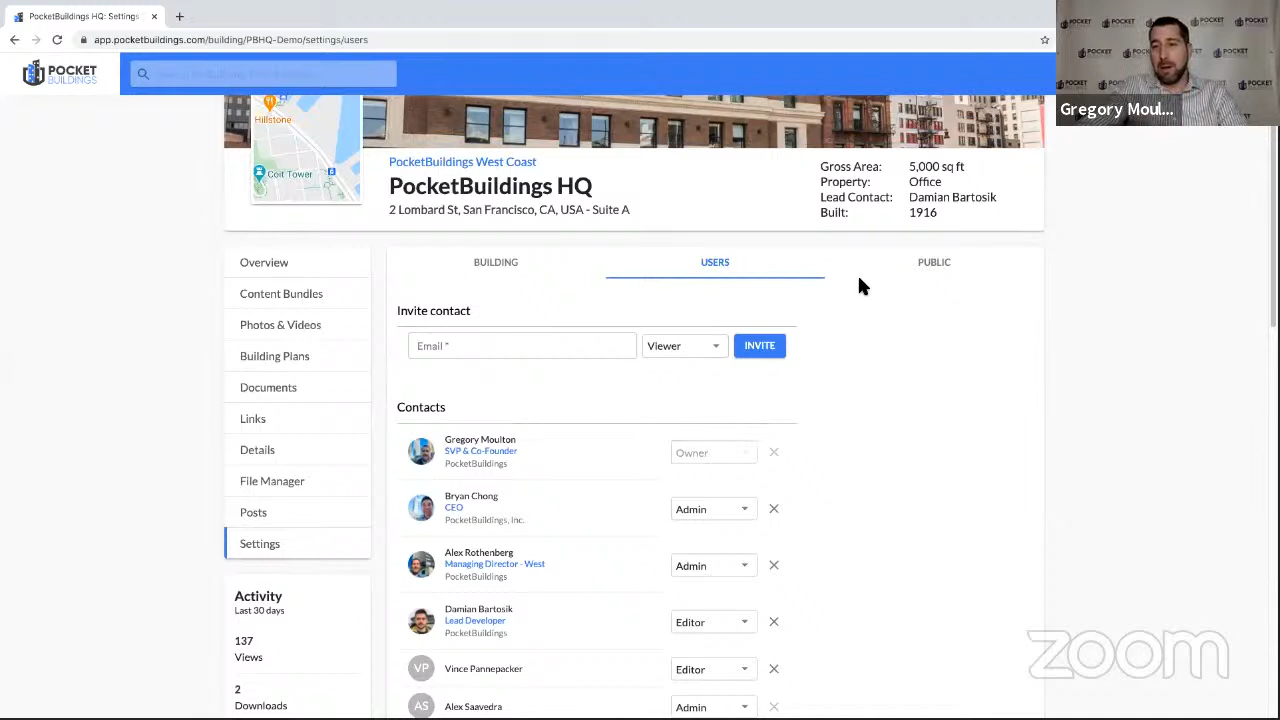 PocketBuildings HQ: Settings
app.pocketbuildings.com/building/PBHQ-Demo/settings/users
POCKET
BUILDINGS
Gregory Moul...
Hillstone
Coit Tower
PocketBuildings West Coast
PocketBuildings HQ
2 Lombard St, San Francisco, CA, USA - Suite A
Gross Area: 5,000 sq ft
Property: Office
Lead Contact: Damian Bartosik
Built: 1916
Overview
Content Bundles
Photos & Videos
Building Plans
Documents
Links
Details
File Manager
Posts
Settings
Activity
Last 30 days
137
Views
2
Downloads
BUILDING USERS PUBLIC
Invite contact
Email * Viewer INVITE
Contacts
Gregory Moulton
SVP & Co-Founder
PocketBuildings
Owner
Bryan Chong
CEO
PocketBuildings, Inc.
Admin
Alex Rothenberg
Managing Director - West
PocketBuildings
Admin
Damian Bartosik
Lead Developer
PocketBuildings
Editor
VP Vince Pannepacker Editor
AS Alex Saavedra Admin
zoom